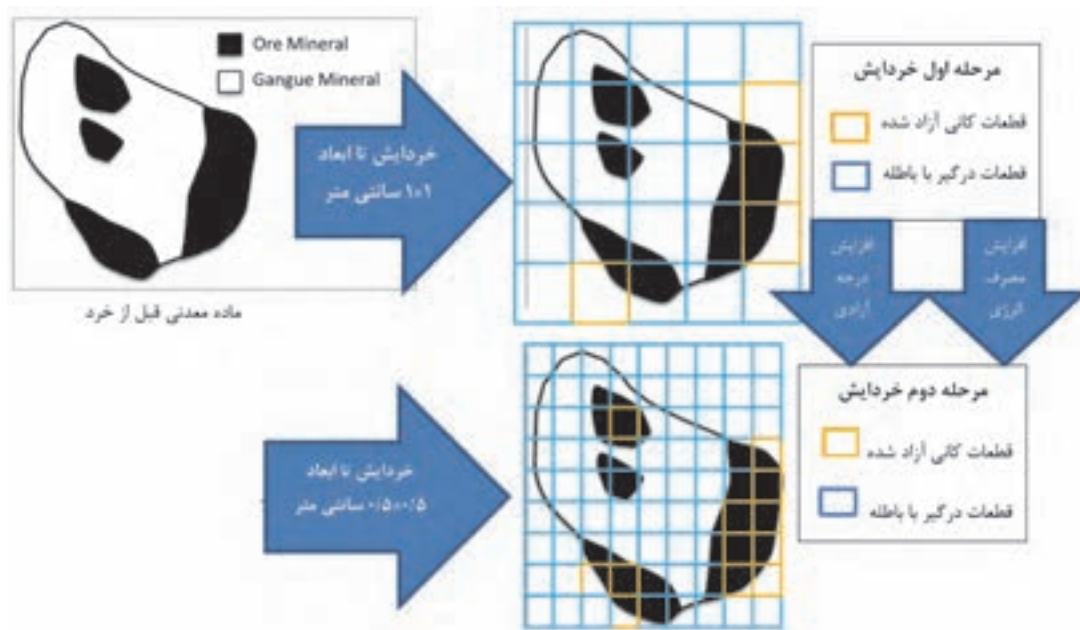 Ore Mineral
Gangue Mineral
ماده معدنی قبل از خرد
خردایش تا ابعاد
۱×۱ سانتی متر
مرحله اول خردایش
قطعات کانی آزاد شده
قطعات درگیر با باطله
افزایش
درجه
آزادی
افزایش
مصرف
انرژی
خردایش تا ابعاد
۰/۵×۰/۵ سانتی متر
مرحله دوم خردایش
قطعات کانی آزاد شده
قطعات درگیر با باطله